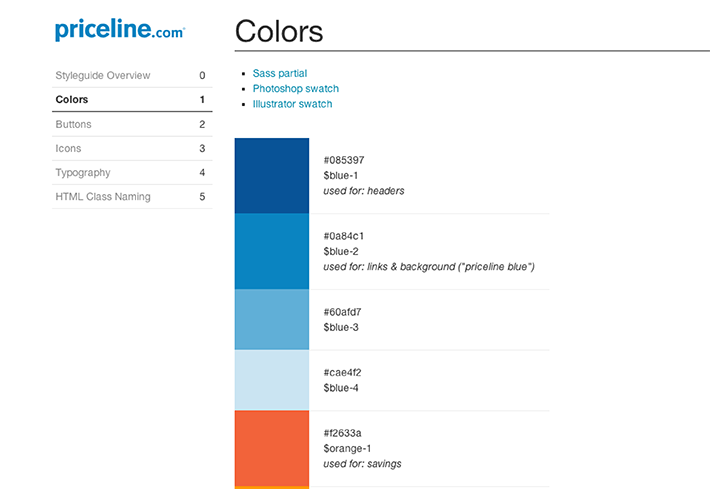 priceline.com
Styleguide Overview 0
Colors 1
Buttons 2
Icons 3
Typography 4
HTML Class Naming 5
Colors
Sass partial
Photoshop swatch
Illustrator swatch
#085397
$blue-1
used for: headers
#0a84c1
$blue-2
used for: links & background ("priceline blue")
#60afd7
$blue-3
#cae4f2
$blue-4
#f2633a
$orange-1
used for: savings